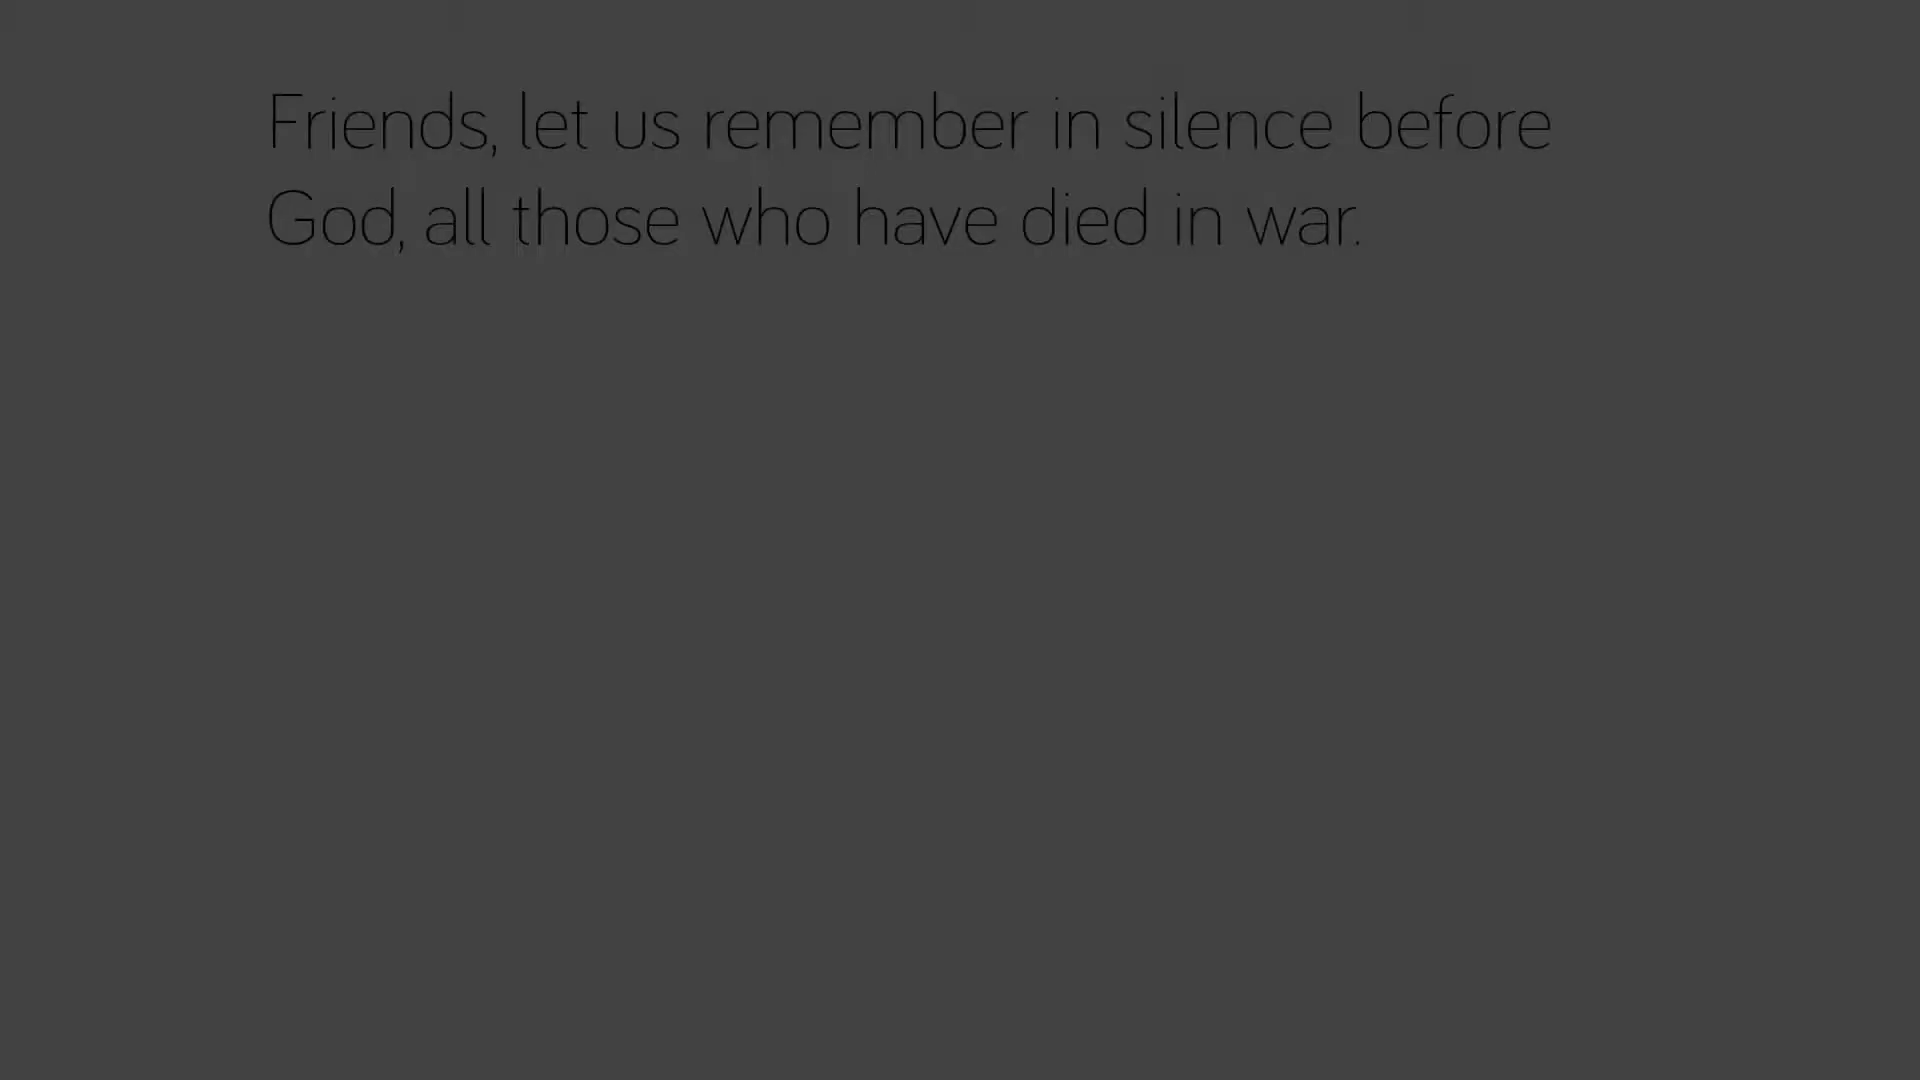 Friends, let us remember in silence before
God, all those who have died in war.